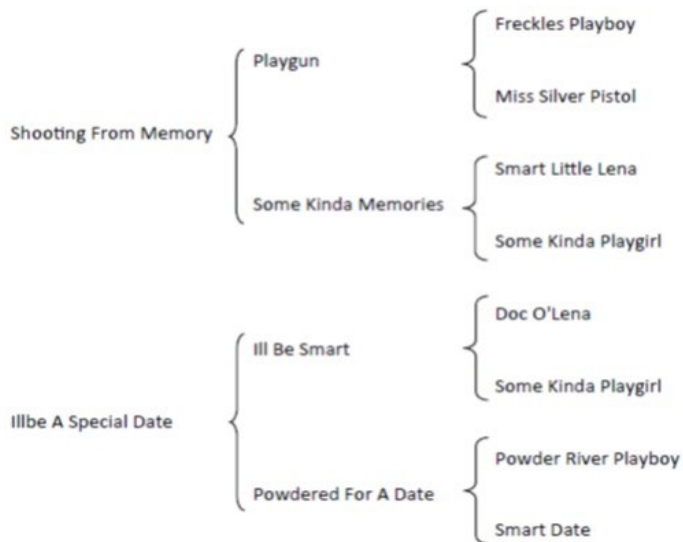 Freckles Playboy
Playgun
Miss Silver Pistol
Shooting From Memory
Smart Little Lena
Some Kinda Memories
Some Kinda Playgirl
Doc O'Lena
Ill Be Smart
Some Kinda Playgirl
Illbe A Special Date
Powder River Playboy
Powdered For A Date
Smart Date